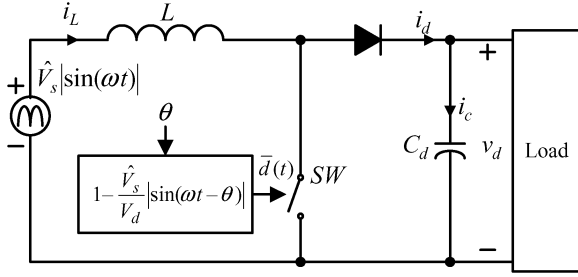 i_L
L
i_d
+
+
V̂_s|sin(ωt)|
−
θ
1−V̂_s/V_d|sin(ωt−θ)|
d̄(t)
SW
i_c
C_d
v_d
Load
−